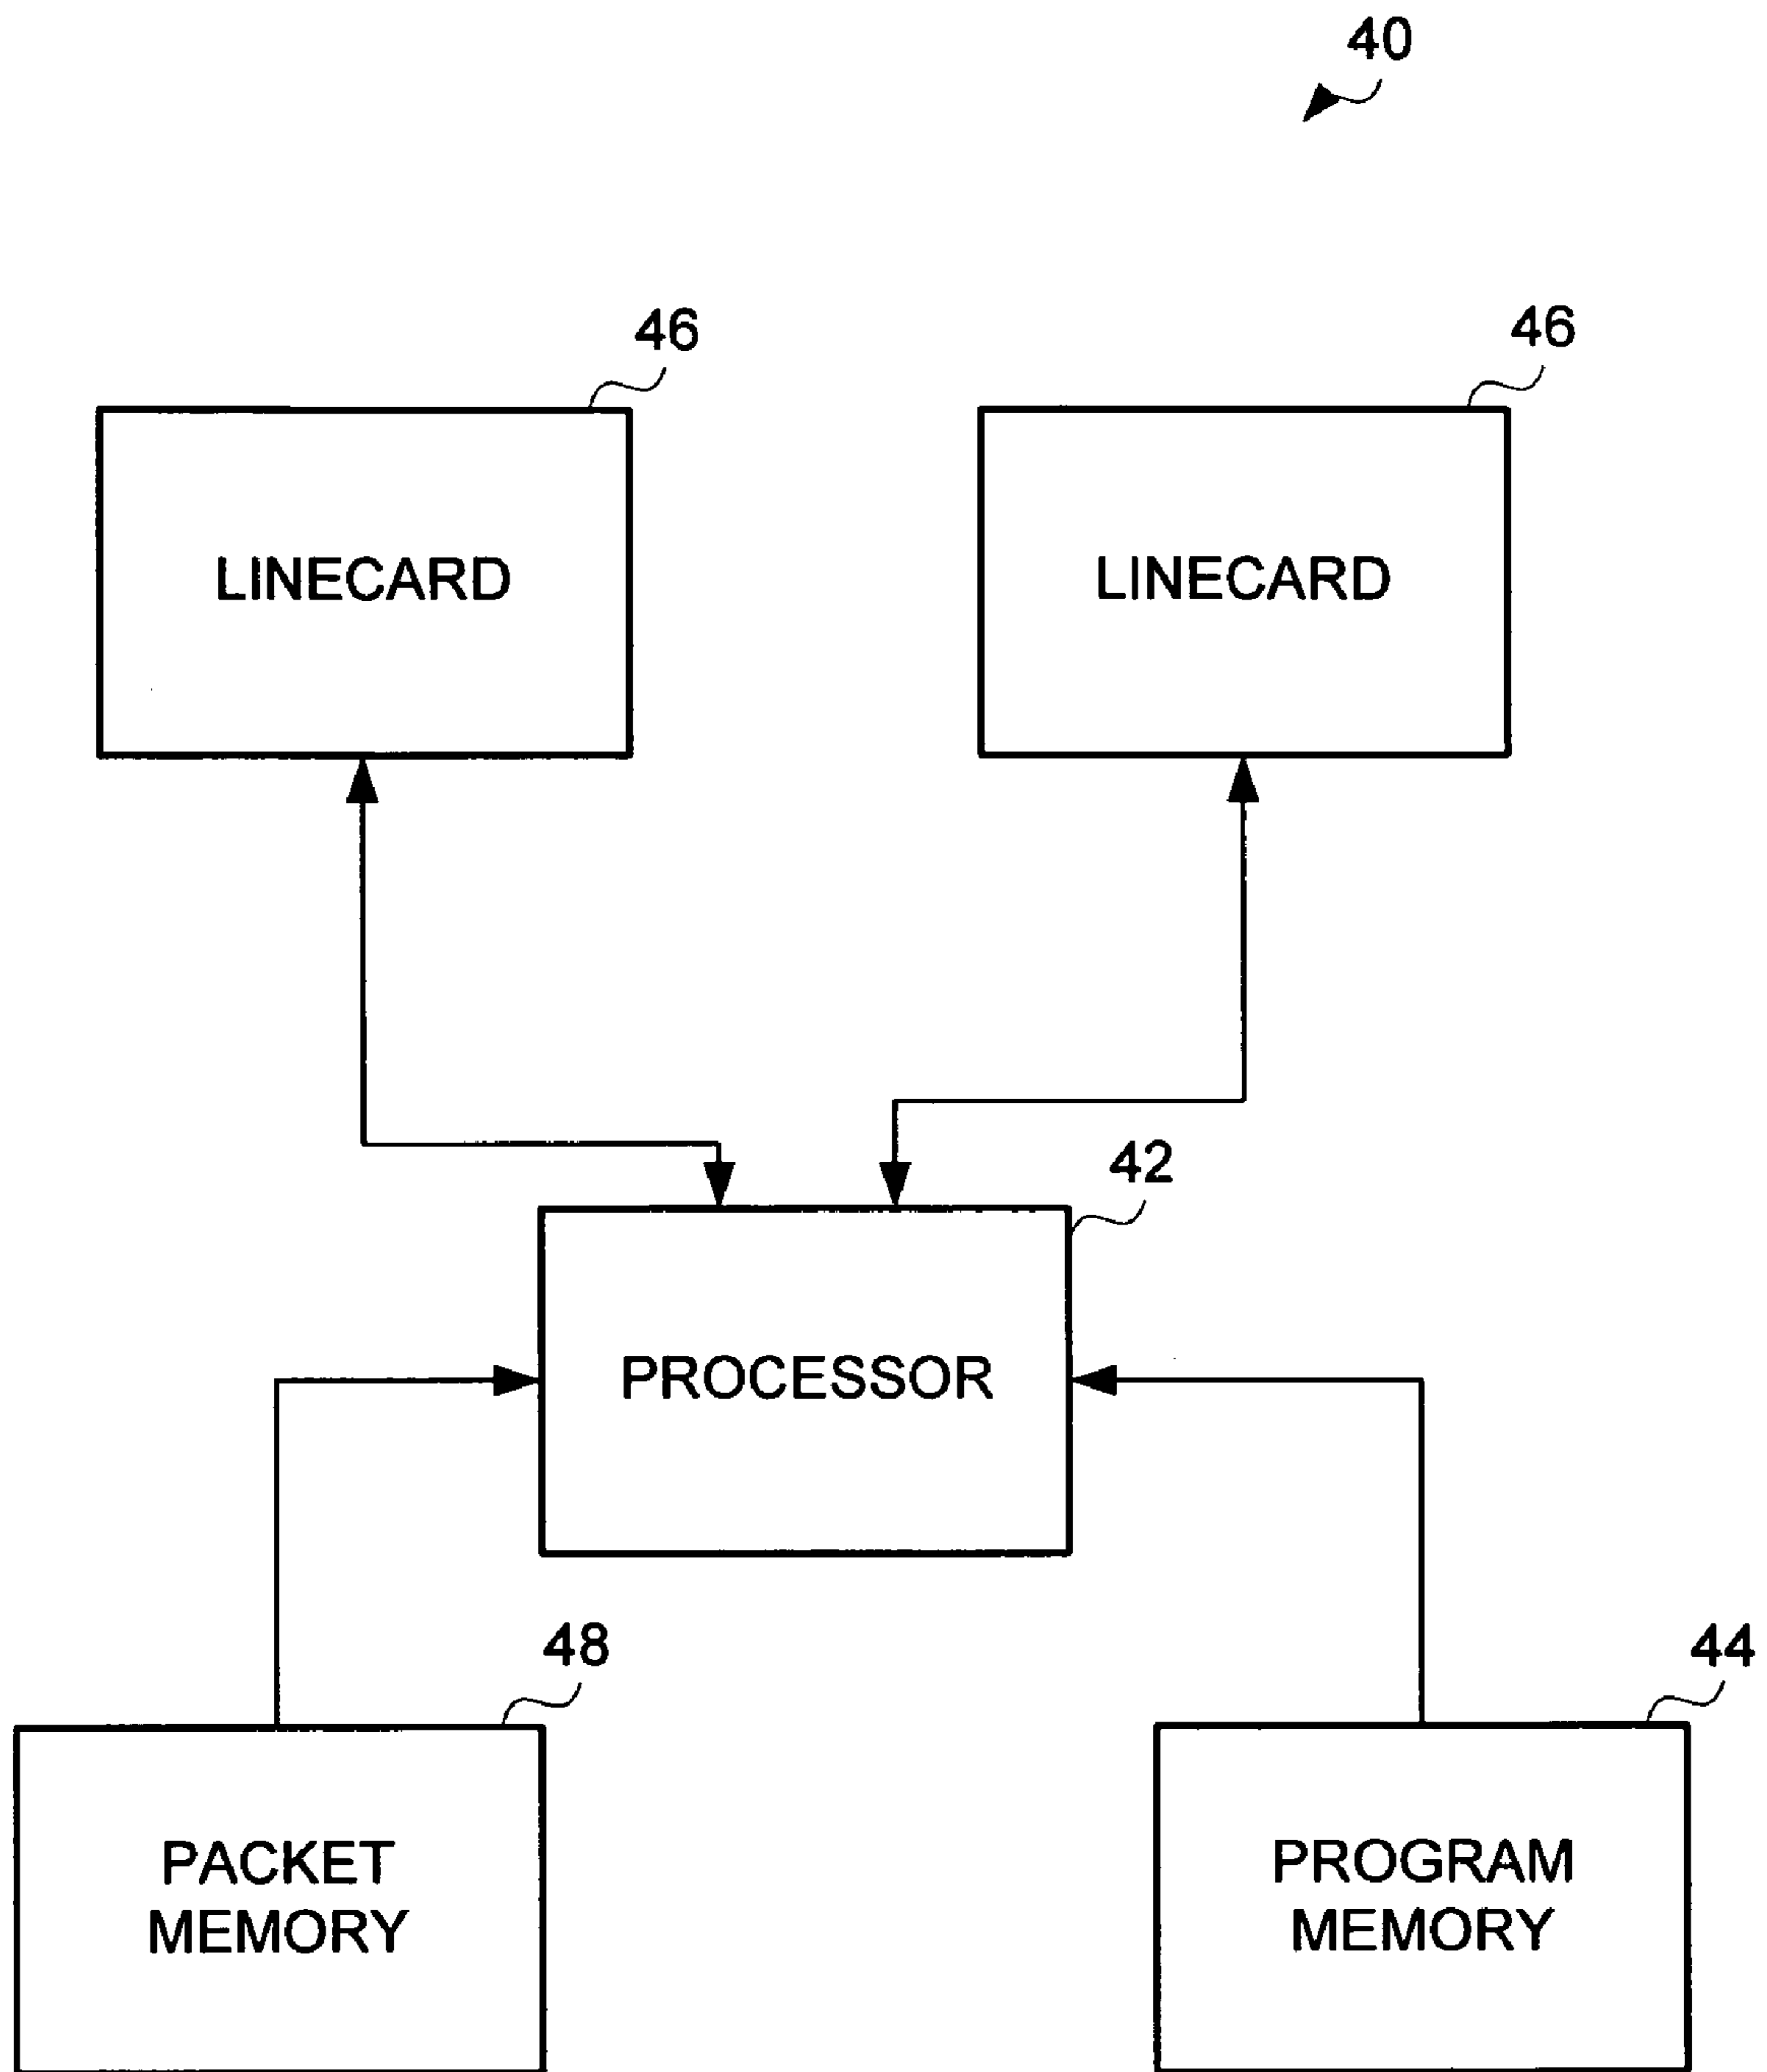 40
46
46
LINECARD
LINECARD
42
PROCESSOR
48
44
PACKET
MEMORY
PROGRAM
MEMORY